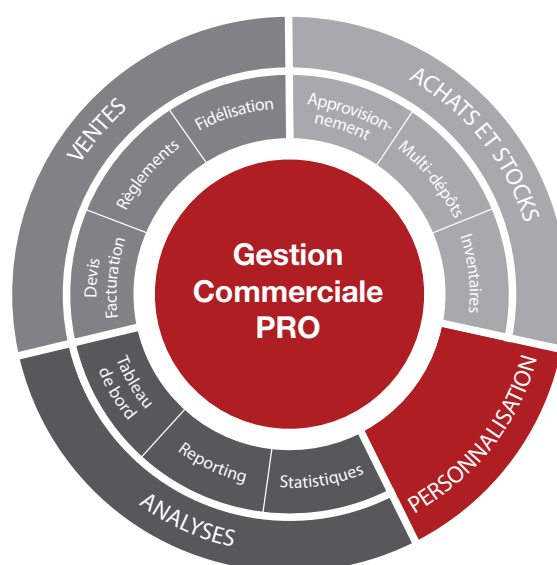 VENTES
Devis
Facturation
Règlements
Fidélisation
ACHATS ET STOCKS
Approvision-
nement
Multi-dépôts
Inventaires
Gestion
Commerciale
PRO
PERSONNALISATION
ANALYSES
Tableau
de bord
Reporting
Statistiques